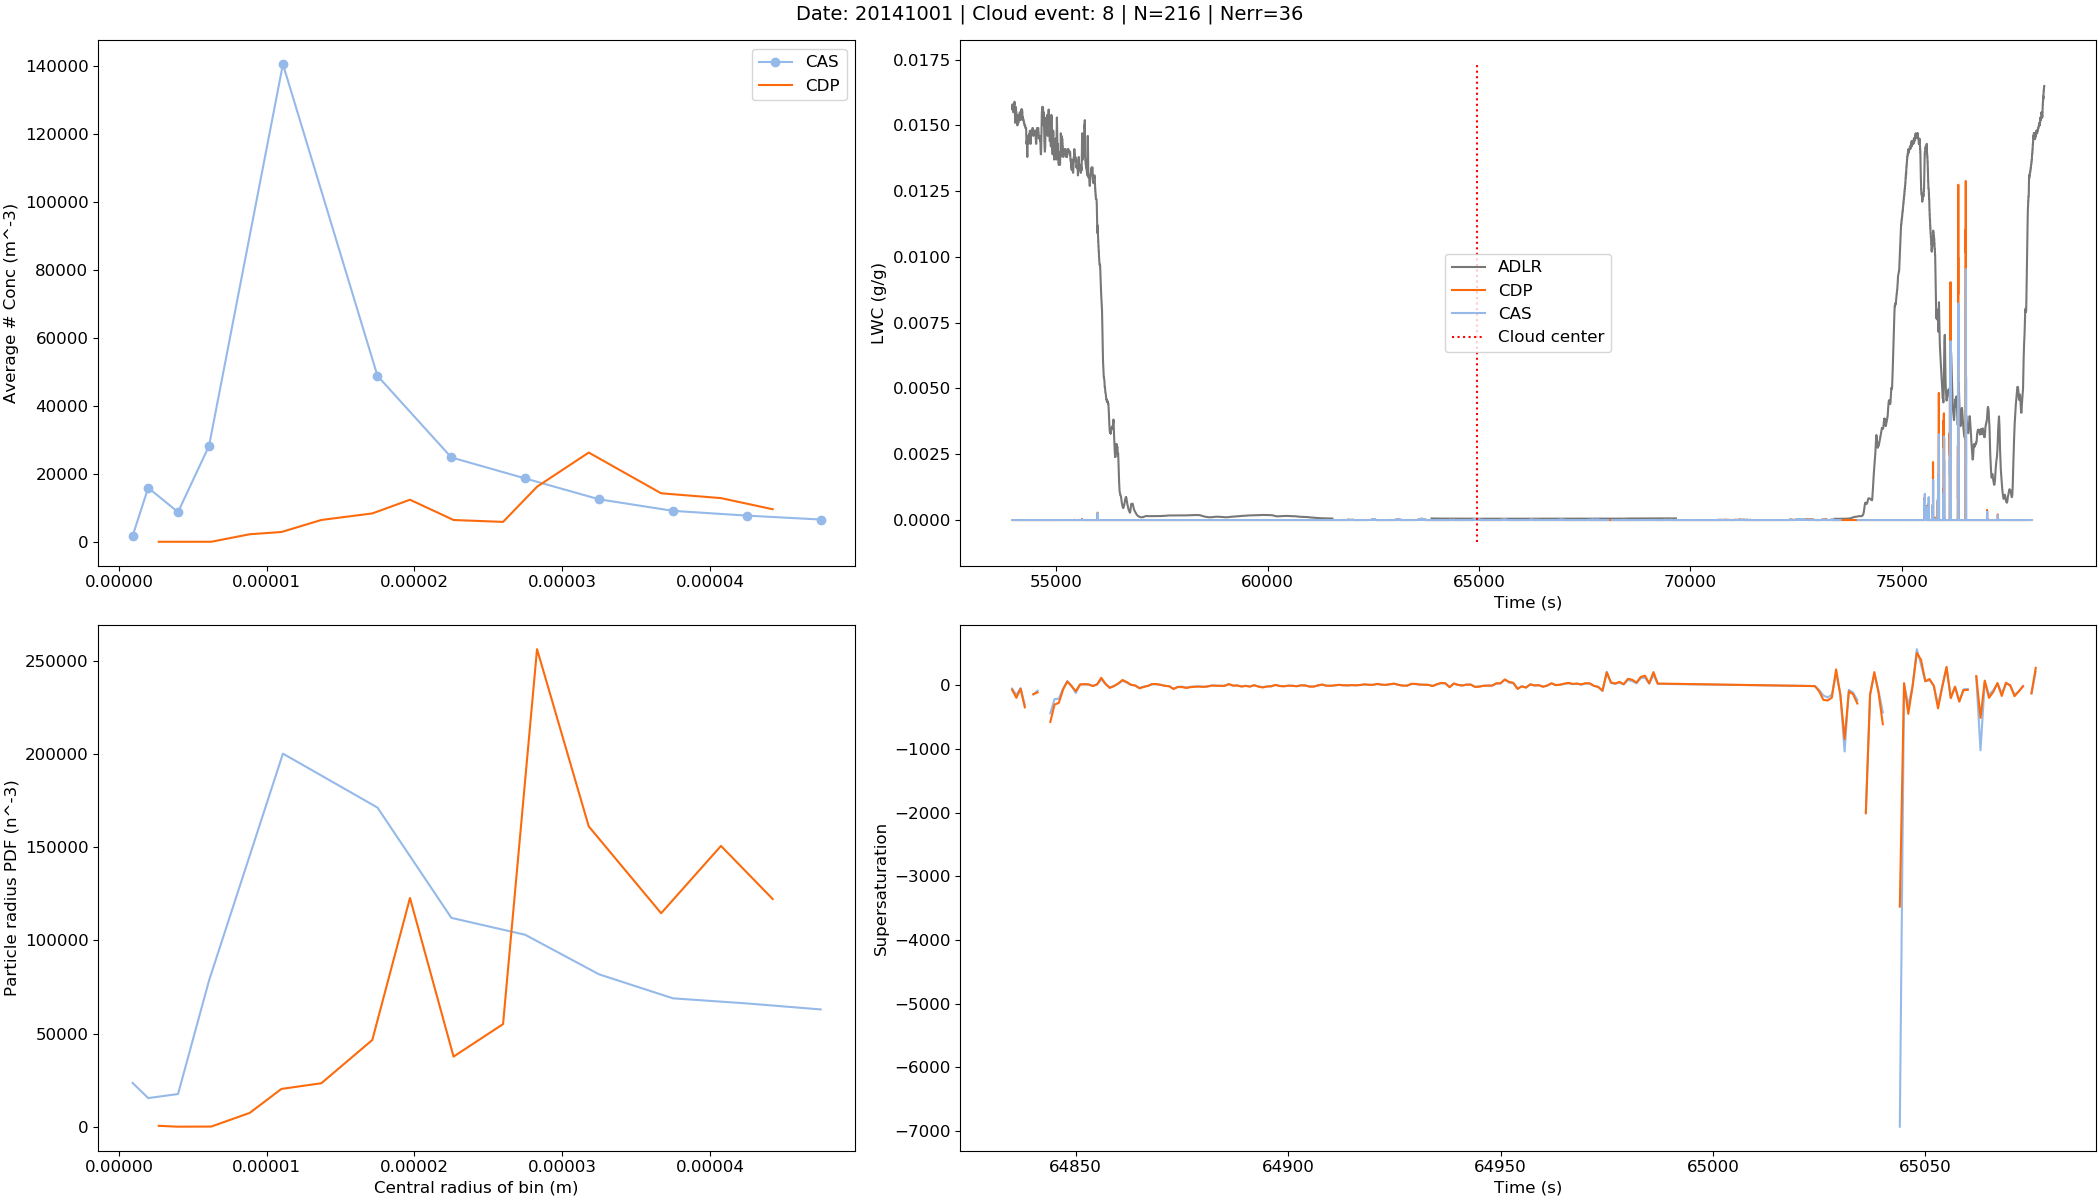 Date: 20141001 | Cloud event: 8 | N=216 | Nerr=36
Average # Conc (m^-3)
140000
120000
100000
80000
60000
40000
20000
0
0.00000 0.00001 0.00002 0.00003 0.00004
CAS
CDP
LWC (g/g)
0.0175
0.0150
0.0125
0.0100
0.0075
0.0050
0.0025
0.0000
55000 60000 65000 70000 75000
Time (s)
ADLR
CDP
CAS
Cloud center
Particle radius PDF (n^-3)
250000
200000
150000
100000
50000
0
0.00000 0.00001 0.00002 0.00003 0.00004
Central radius of bin (m)
Supersaturation
0
−1000
−2000
−3000
−4000
−5000
−6000
−7000
64850 64900 64950 65000 65050
Time (s)